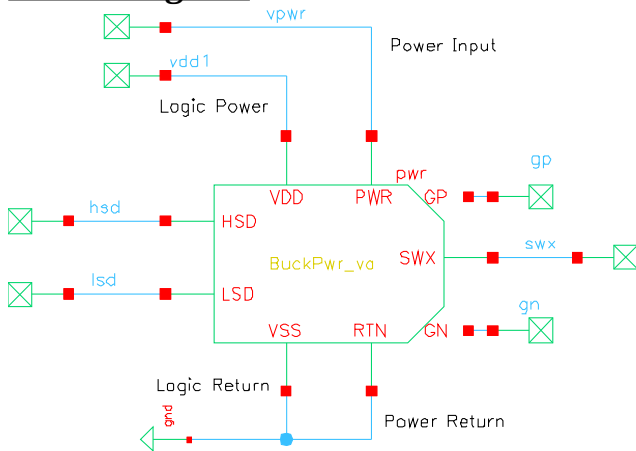 vpwr
Power Input
vdd1
Logic Power
gp
pwr
VDD PWR GP
hsd HSD
swx
SWX
BuckPwr_va
lsd LSD
gn
VSS RTN GN
Logic Return
gnd
Power Return